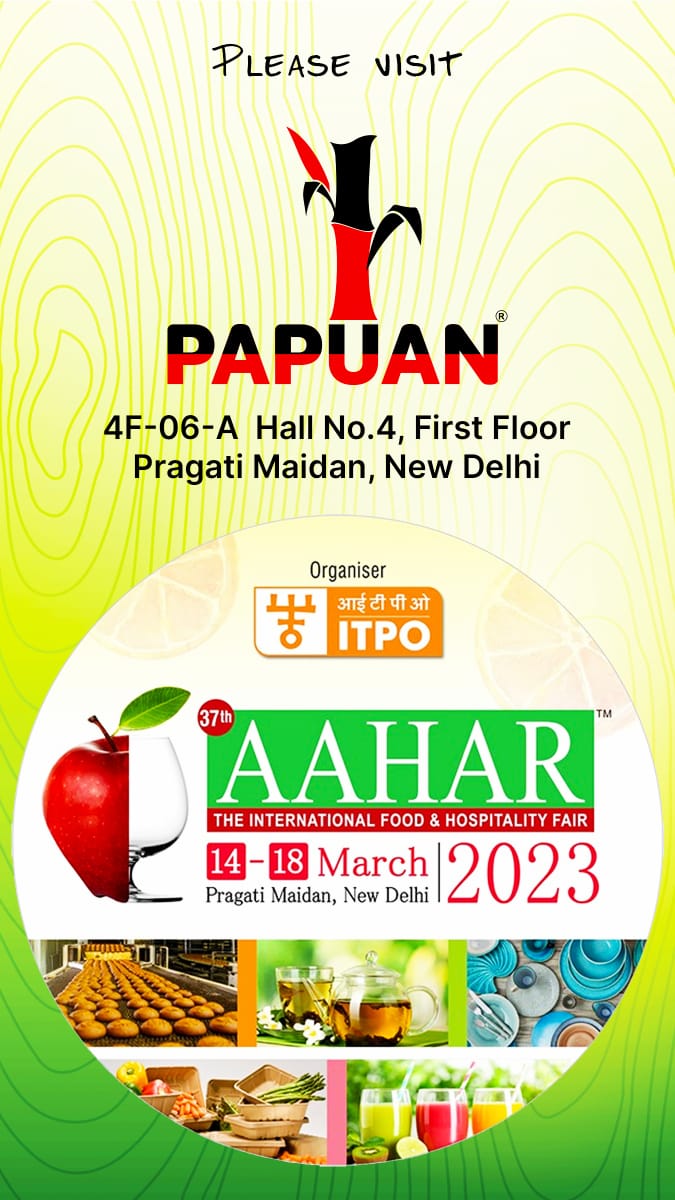 PLEASE VISIT
PAPUAN®
4F-06-A Hall No.4, First Floor
Pragati Maidan, New Delhi
Organiser
आई टी पी ओ
ITPO
37th
AAHAR™
THE INTERNATIONAL FOOD & HOSPITALITY FAIR
14-18 March
Pragati Maidan, New Delhi
2023